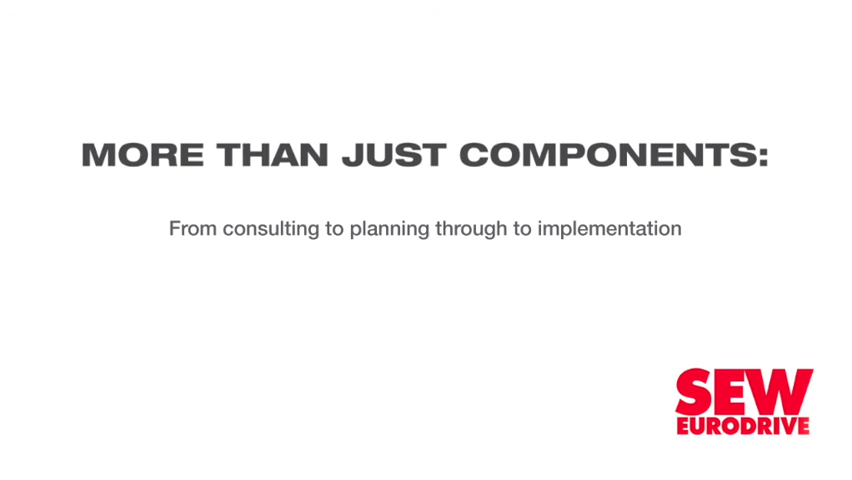 MORE THAN JUST COMPONENTS:
From consulting to planning through to implementation
SEW
EURODRIVE